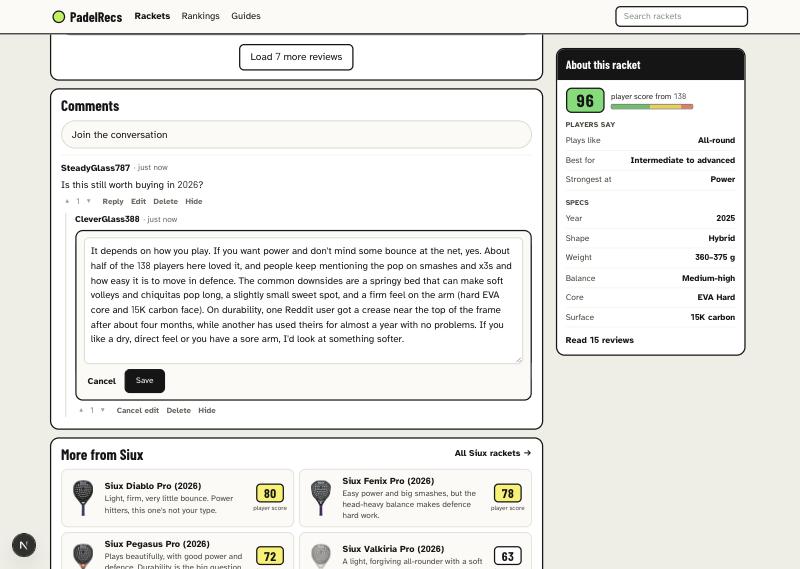 PadelRecs Rackets Rankings Guides Search rackets
Load 7 more reviews
Comments
Join the conversation
SteadyGlass787 · just now
Is this still worth buying in 2026?
▲ 1 ▼ Reply Edit Delete Hide
CleverGlass388 · just now
It depends on how you play. If you want power and don't mind some bounce at the net, yes. About
half of the 138 players here loved it, and people keep mentioning the pop on smashes and x3s and
how easy it is to move in defence. The common downsides are a springy bed that can make soft
volleys and chiquitas pop long, a slightly small sweet spot, and a firm feel on the arm (hard EVA
core and 15K carbon face). On durability, one Reddit user got a crease near the top of the frame
after about four months, while another has used theirs for almost a year with no problems. If you
like a dry, direct feel or you have a sore arm, I'd look at something softer.
Cancel Save
▲ 1 ▼ Cancel edit Delete Hide
More from Siux All Siux rackets →
Siux Diablo Pro (2026)
Light, firm, very little bounce. Power
hitters, this one's not your type.
80
player score
Siux Fenix Pro (2026)
Easy power and big smashes, but the
head-heavy balance makes defence
hard work.
78
player score
Siux Pegasus Pro (2026)
Plays beautifully, with good power and
defence. Durability is the big question
72
Siux Valkiria Pro (2026)
A light, forgiving all-rounder with a soft
63
About this racket
96 player score from 138
PLAYERS SAY
Plays like All-round
Best for Intermediate to advanced
Strongest at Power
SPECS
Year 2025
Shape Hybrid
Weight 360–375 g
Balance Medium-high
Core EVA Hard
Surface 15K carbon
Read 15 reviews
N